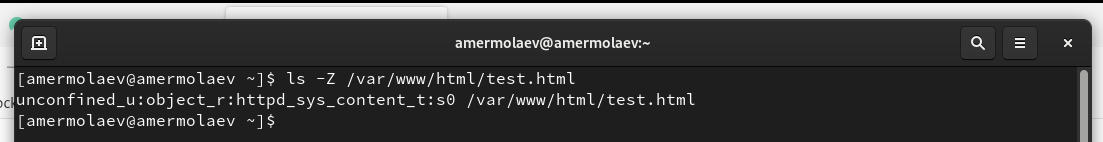 amermolaev@amermolaev:~
[amermolaev@amermolaev ~]$ ls -Z /var/www/html/test.html
unconfined_u:object_r:httpd_sys_content_t:s0 /var/www/html/test.html
[amermolaev@amermolaev ~]$